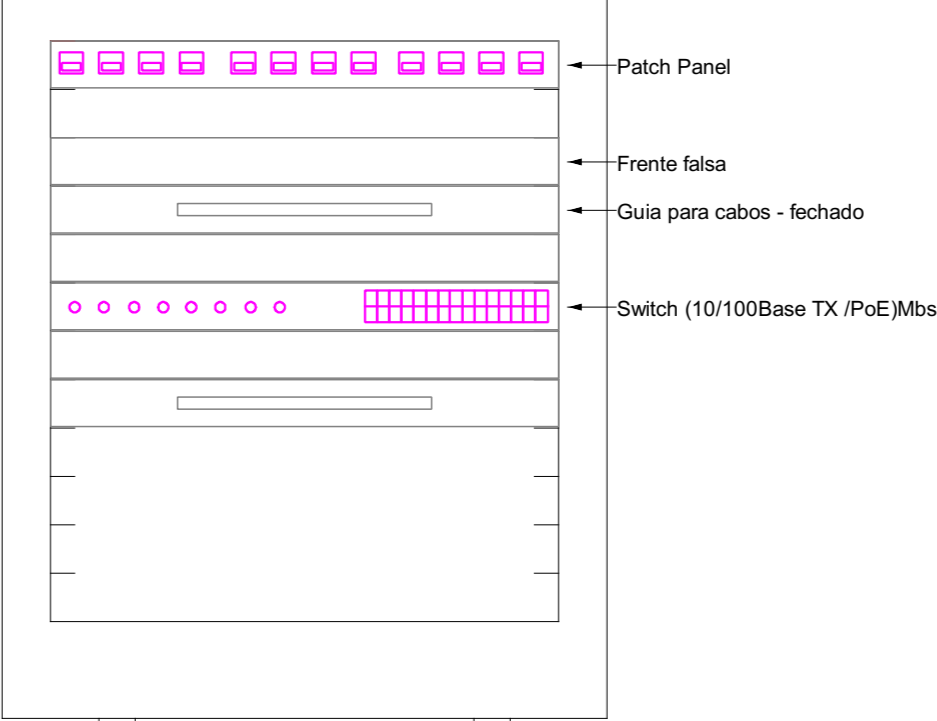 Patch Panel
Frente falsa
Guia para cabos - fechado
Switch (10/100Base TX /PoE)Mbs